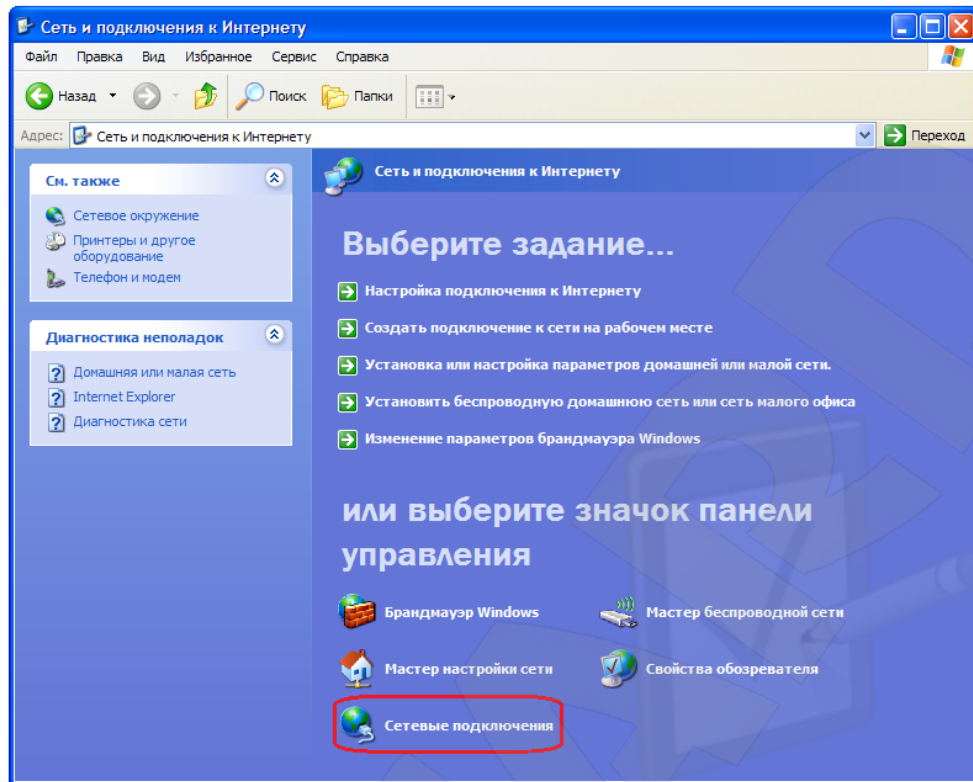 Сеть и подключения к Интернету
Файл Правка Вид Избранное Сервис Справка
Назад Поиск Папки
Адрес: Сеть и подключения к Интернету Переход
См. также
Сетевое окружение
Принтеры и другое
оборудование
Телефон и модем
Диагностика неполадок
Домашняя или малая сеть
Internet Explorer
Диагностика сети
Сеть и подключения к Интернету
Выберите задание...
Настройка подключения к Интернету
Создать подключение к сети на рабочем месте
Установка или настройка параметров домашней или малой сети.
Установить беспроводную домашнюю сеть или сеть малого офиса
Изменение параметров брандмауэра Windows
или выберите значок панели
управления
Брандмауэр Windows
Мастер беспроводной сети
Мастер настройки сети
Свойства обозревателя
Сетевые подключения